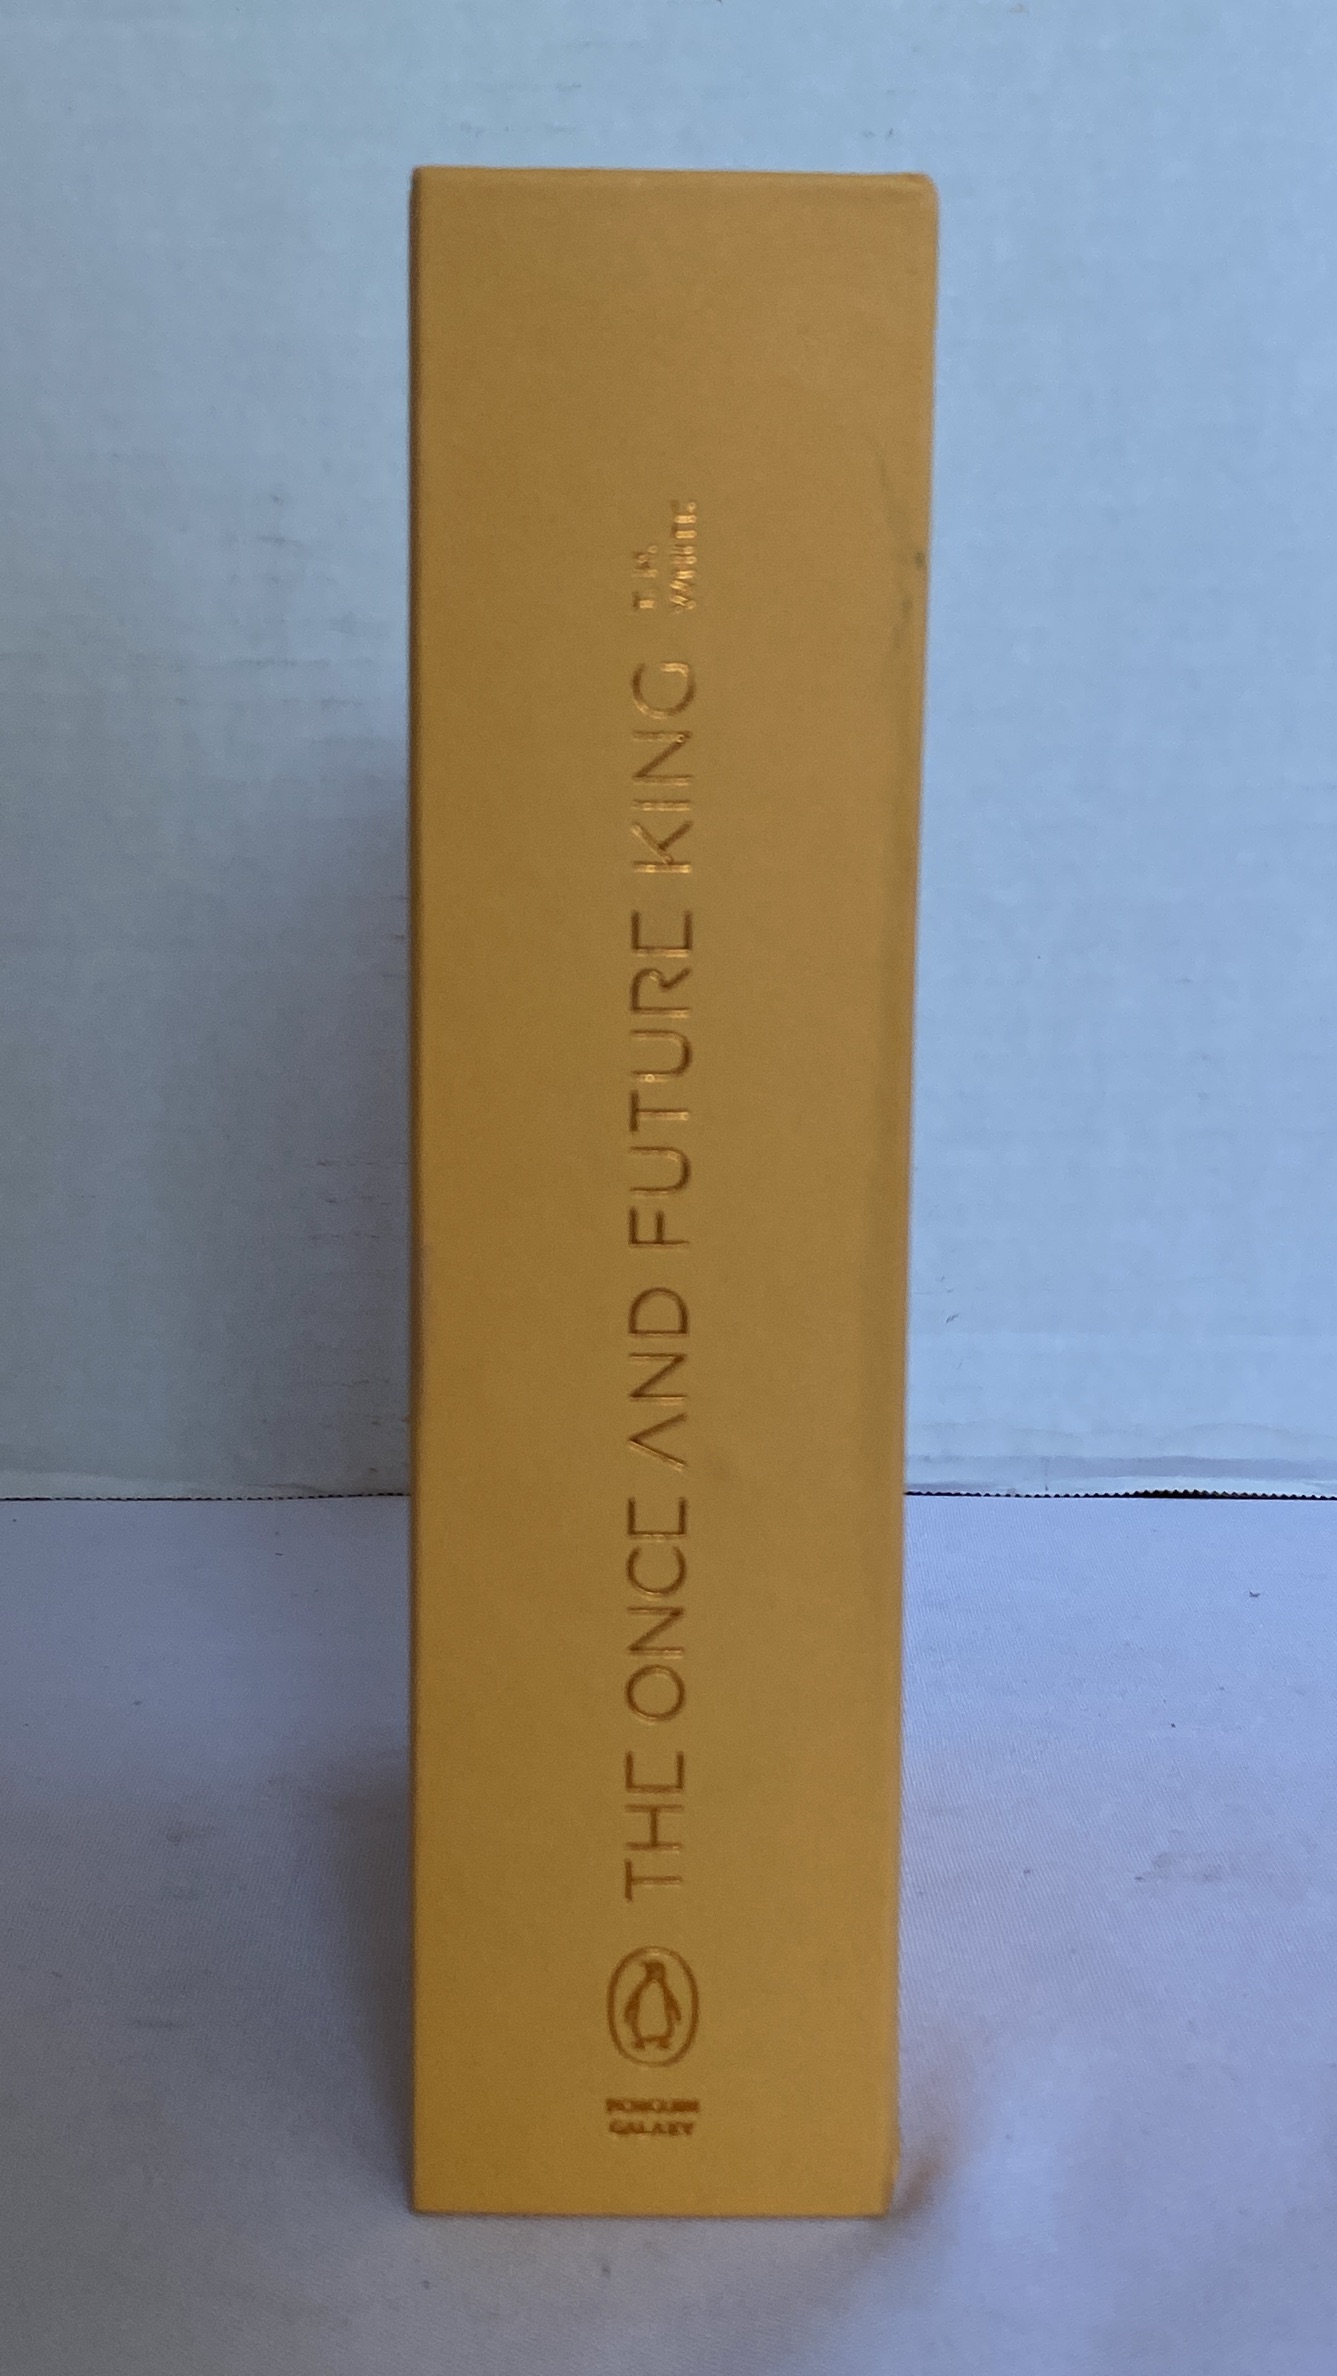 THE ONCE AND FUTURE KING
T. H.
WHITE
PENGUIN
GALAXY